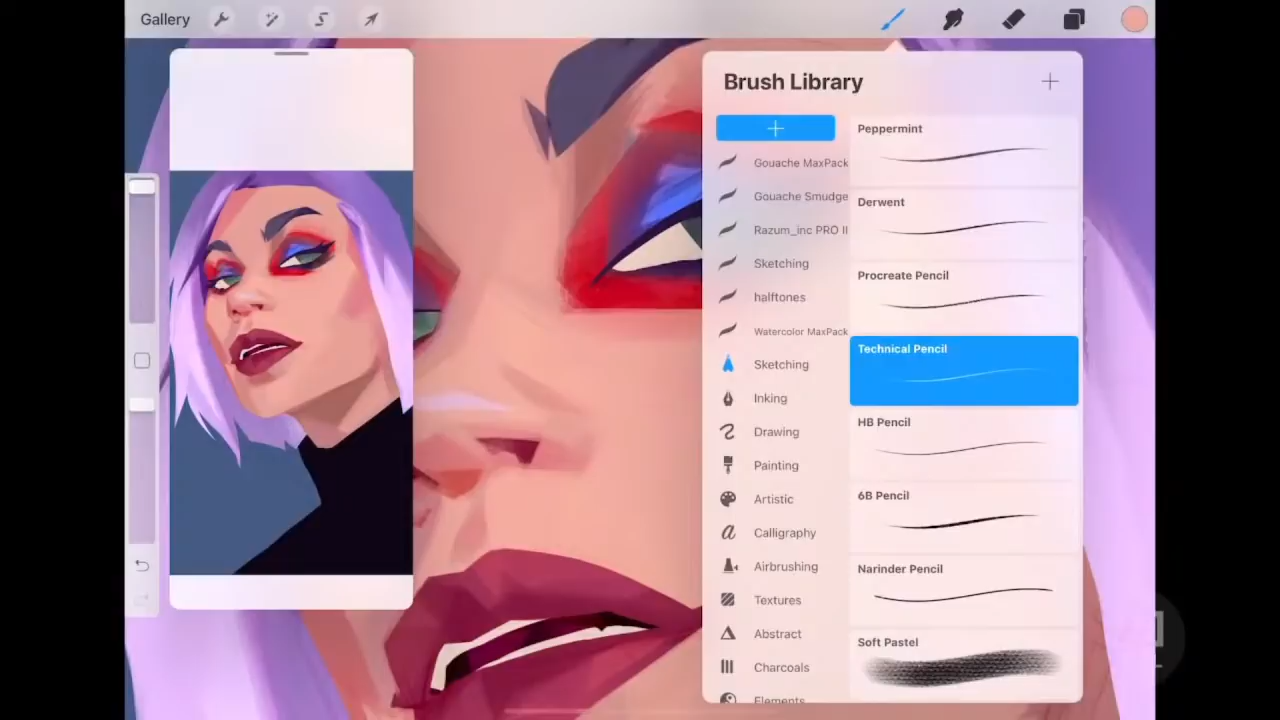 Gallery
Brush Library
Gouache MaxPack
Gouache Smudge
Razum_inc PRO II
Sketching
halftones
Watercolor MaxPack
Sketching
Inking
Drawing
Painting
Artistic
Calligraphy
Airbrushing
Textures
Abstract
Charcoals
Elements
Peppermint
Derwent
Procreate Pencil
Technical Pencil
HB Pencil
6B Pencil
Narinder Pencil
Soft Pastel